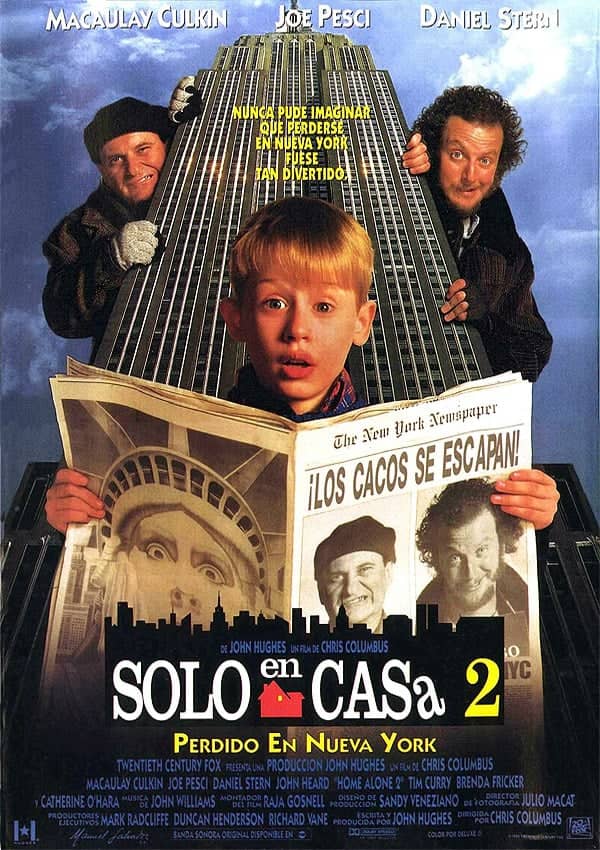 MACAULAY CULKIN JOE PESCI DANIEL STERN
NUNCA PUDE IMAGINAR
QUE PERDERSE
EN NUEVA YORK
FUESE
TAN DIVERTIDO.
The New York Newspaper
¡LOS CACOS SE ESCAPAN!
NYC
DE JOHN HUGHES UN FILM DE CHRIS COLUMBUS
SOLO en CASa 2
PERDIDO EN NUEVA YORK
TWENTIETH CENTURY FOX PRESENTA UNA PRODUCCION JOHN HUGHES UN FILM DE CHRIS COLUMBUS
MACAULAY CULKIN JOE PESCI DANIEL STERN JOHN HEARD "HOME ALONE 2" TIM CURRY BRENDA FRICKER
Y CATHERINE O'HARA MUSICA DE JOHN WILLIAMS MONTADOR DEL FILM RAJA GOSNELL DISEÑO DE PRODUCCION SANDY VENEZIANO DIRECTOR DE FOTOGRAFIA JULIO MACAT
PRODUCTORES EJECUTIVOS MARK RADCLIFFE DUNCAN HENDERSON RICHARD VANE ESCRITA Y PRODUCIDA POR JOHN HUGHES DIRIGIDA POR CHRIS COLUMBUS
BANDA SONORA ORIGINAL DISPONIBLE EN DOLBY STEREO COLOR POR DELUXE